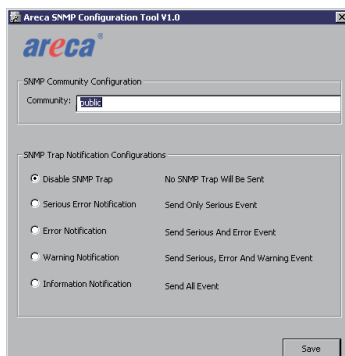 Areca SNMP Configuration Tool V1.0
areca®
SNMP Community Configuration
Community: public
SNMP Trap Notification Configurations
Disable SNMP Trap No SNMP Trap Will Be Sent
Serious Error Notification Send Only Serious Event
Error Notification Send Serious And Error Event
Warning Notification Send Serious, Error And Warning Event
Information Notification Send All Event
Save